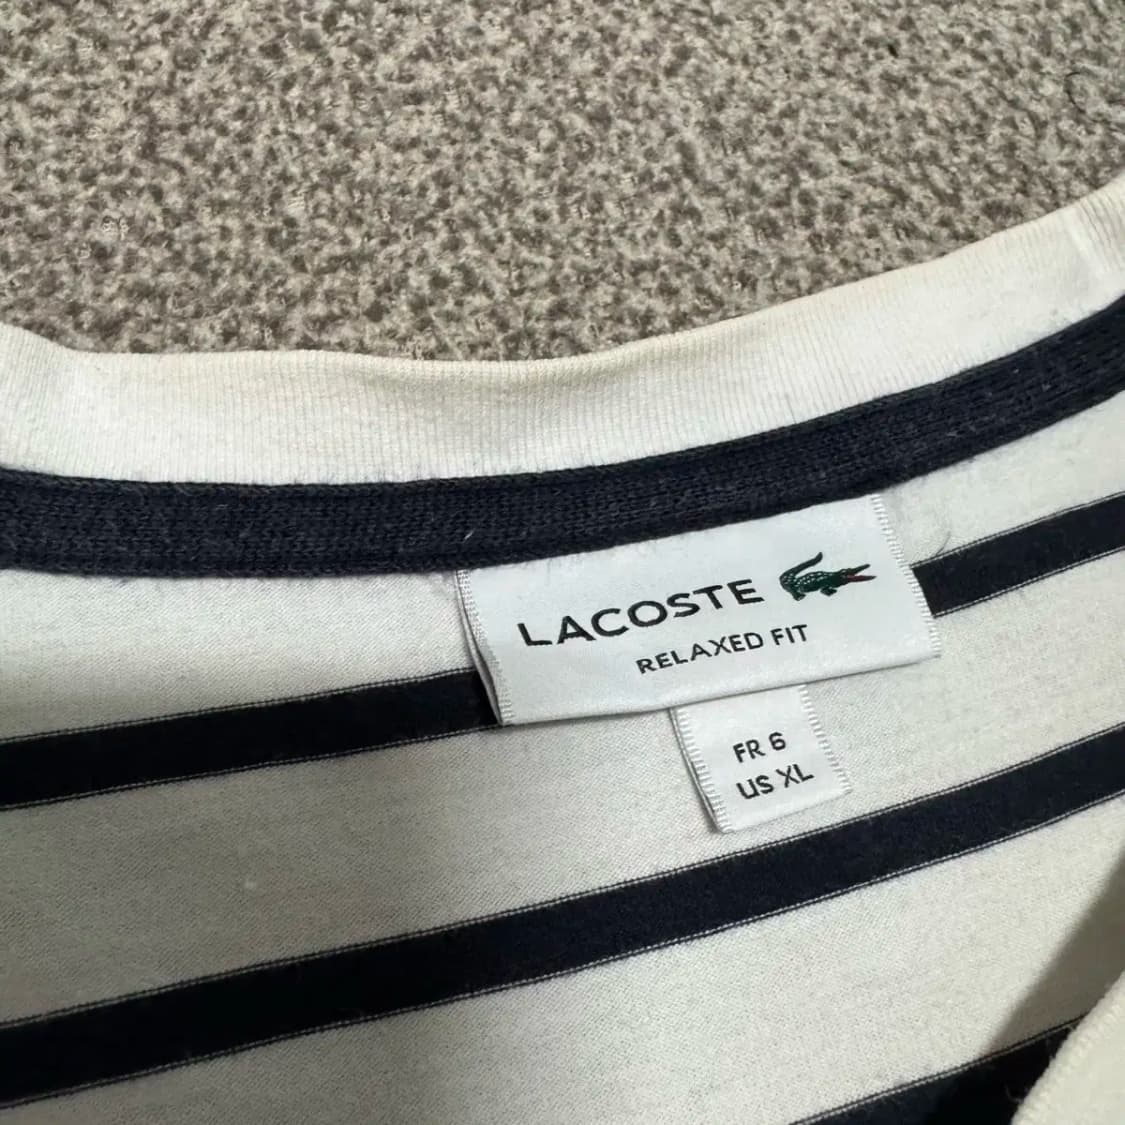 LACOSTE
RELAXED FIT
FR 6
US XL